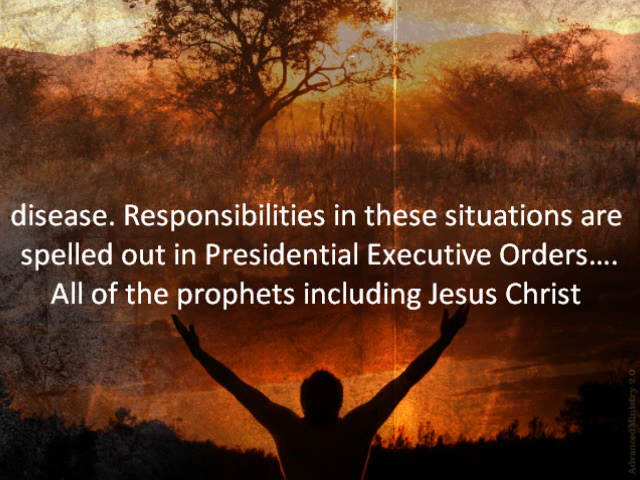 disease. Responsibilities in these situations are
spelled out in Presidential Executive Orders….
All of the prophets including Jesus Christ